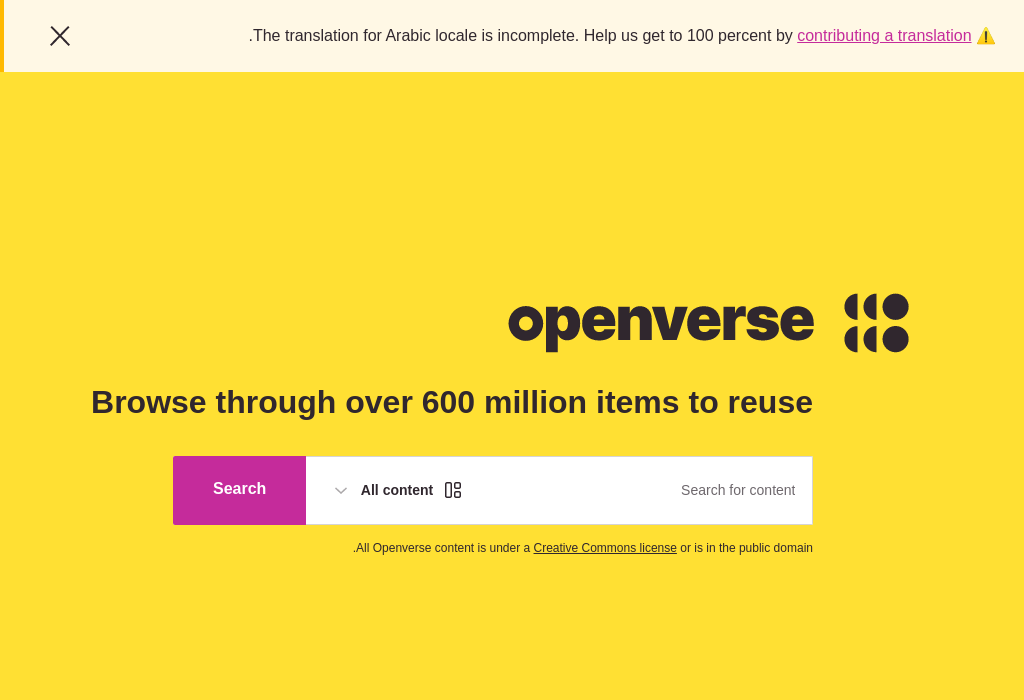 .The translation for Arabic locale is incomplete. Help us get to 100 percent by contributing a translation ⚠️
openverse
Browse through over 600 million items to reuse
Search
All content
Search for content
.All Openverse content is under a Creative Commons license or is in the public domain